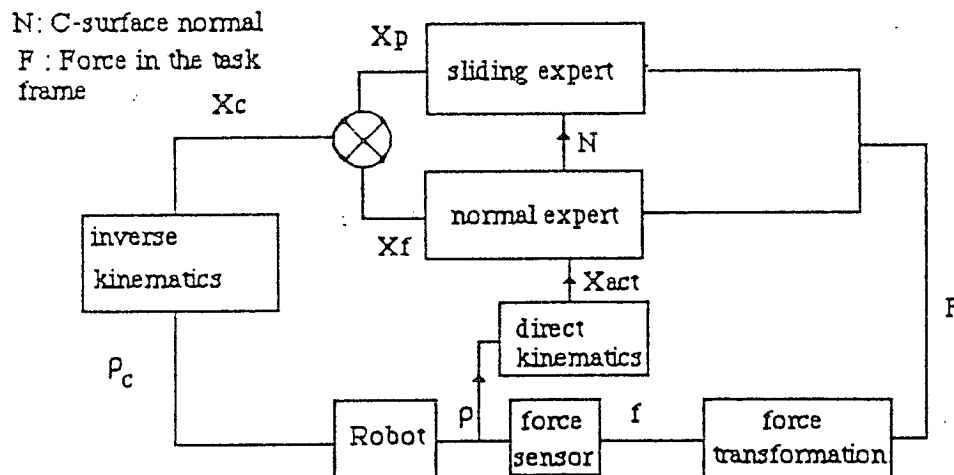 N: C-surface normal
F : Force in the task
frame
Xp
sliding expert
Xc
N
normal expert
Xf
inverse
kinematics
Xact
direct
kinematics
F
ρc
ρ
Robot
force
sensor
f
force
transformation